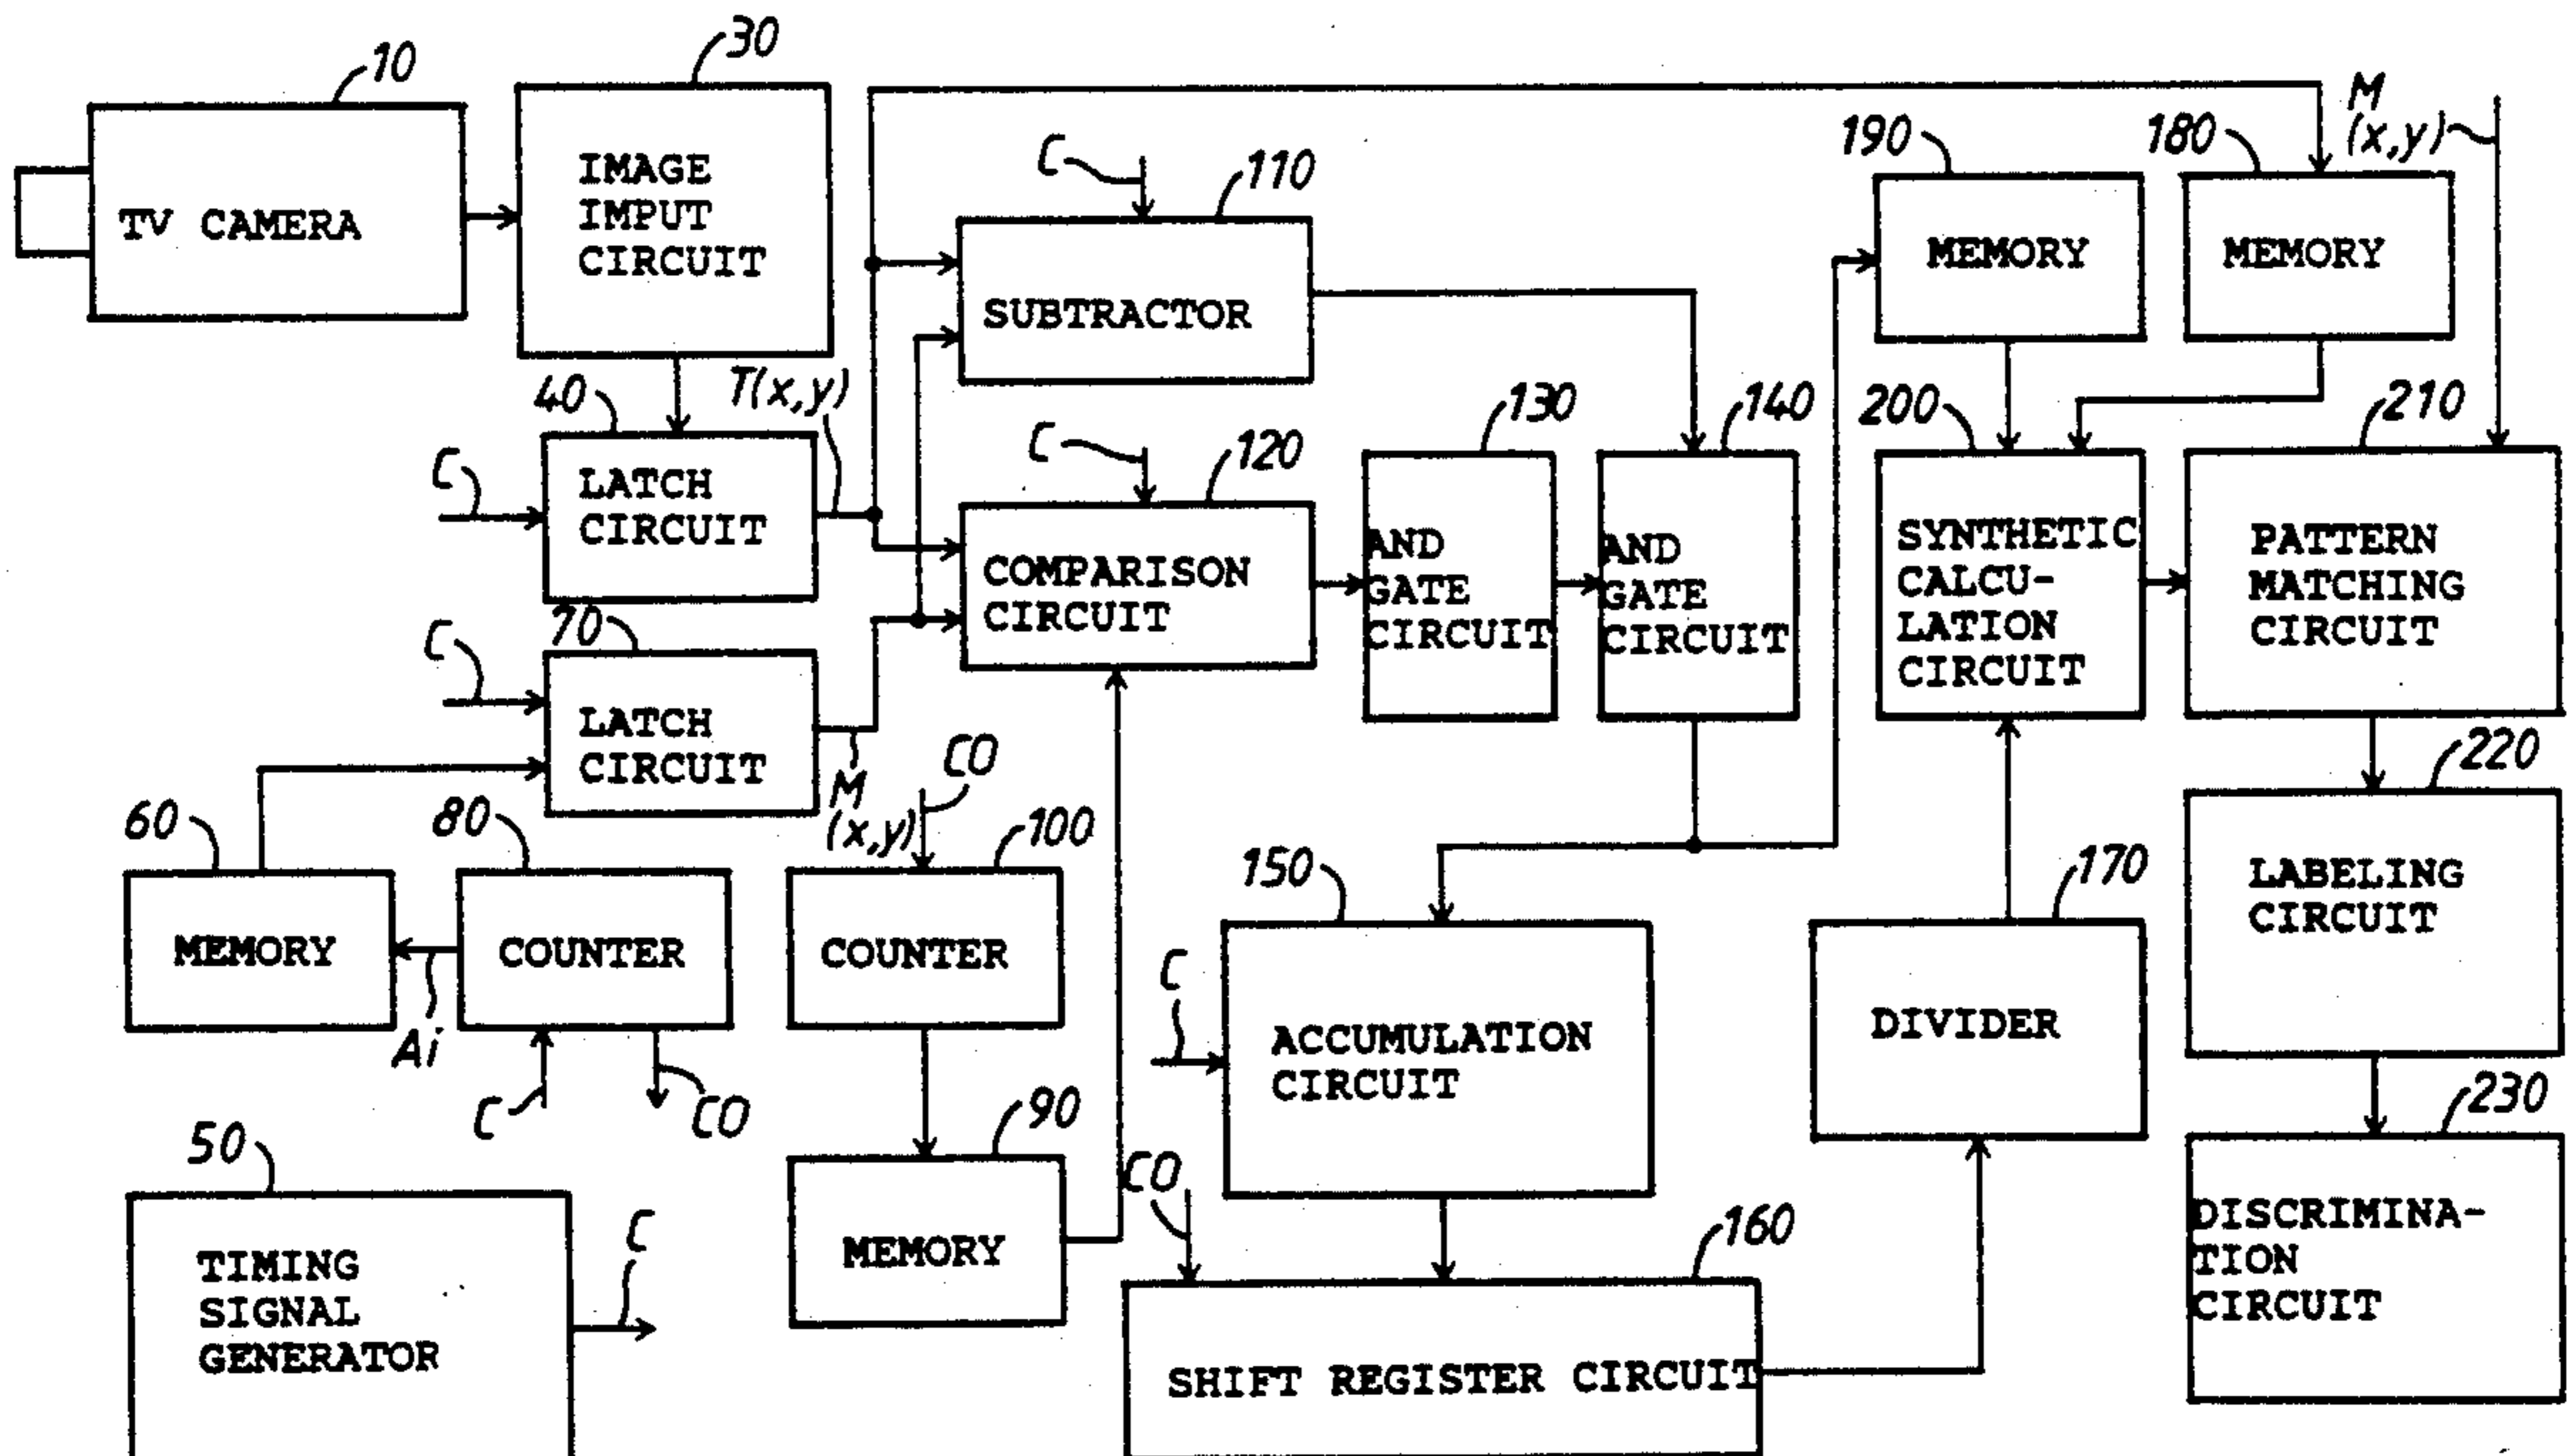 10
TV CAMERA
30
IMAGE
IMPUT
CIRCUIT
40
C
LATCH
CIRCUIT
T(x,y)
70
C
LATCH
CIRCUIT
M
(x,y)
60
MEMORY
80
COUNTER
Ai
C
CO
50
TIMING
SIGNAL
GENERATOR
C
CO
100
COUNTER
90
MEMORY
C
110
SUBTRACTOR
C
120
COMPARISON
CIRCUIT
130
AND
GATE
CIRCUIT
140
AND
GATE
CIRCUIT
150
C
ACCUMULATION
CIRCUIT
CO
160
SHIFT REGISTER CIRCUIT
170
DIVIDER
190
MEMORY
180
MEMORY
M
(x,y)
200
SYNTHETIC
CALCU-
LATION
CIRCUIT
210
PATTERN
MATCHING
CIRCUIT
220
LABELING
CIRCUIT
230
DISCRIMINA-
TION
CIRCUIT